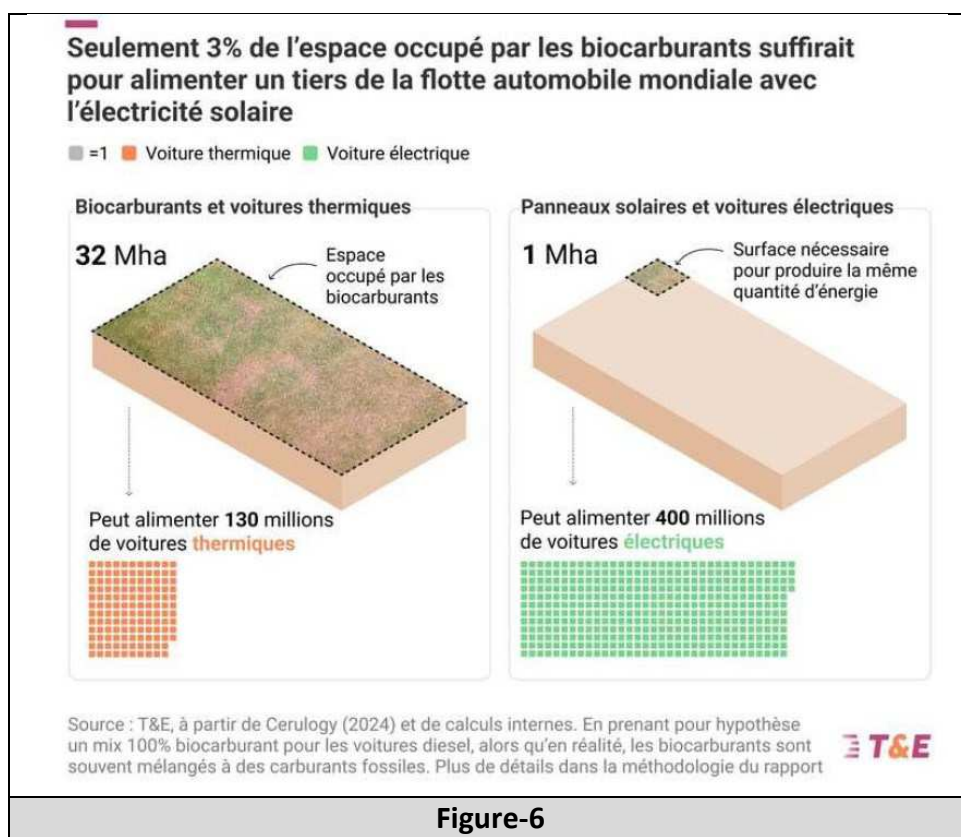 Seulement 3% de l'espace occupé par les biocarburants suffirait
pour alimenter un tiers de la flotte automobile mondiale avec
l'électricité solaire
=1 Voiture thermique Voiture électrique
Biocarburants et voitures thermiques
32 Mha
Espace
occupé par les
biocarburants
Peut alimenter 130 millions
de voitures thermiques
Panneaux solaires et voitures électriques
1 Mha
Surface nécessaire
pour produire la même
quantité d'énergie
Peut alimenter 400 millions
de voitures électriques
Source : T&E, à partir de Cerulogy (2024) et de calculs internes. En prenant pour hypothèse
un mix 100% biocarburant pour les voitures diesel, alors qu'en réalité, les biocarburants sont
souvent mélangés à des carburants fossiles. Plus de détails dans la méthodologie du rapport
T&E
Figure-6